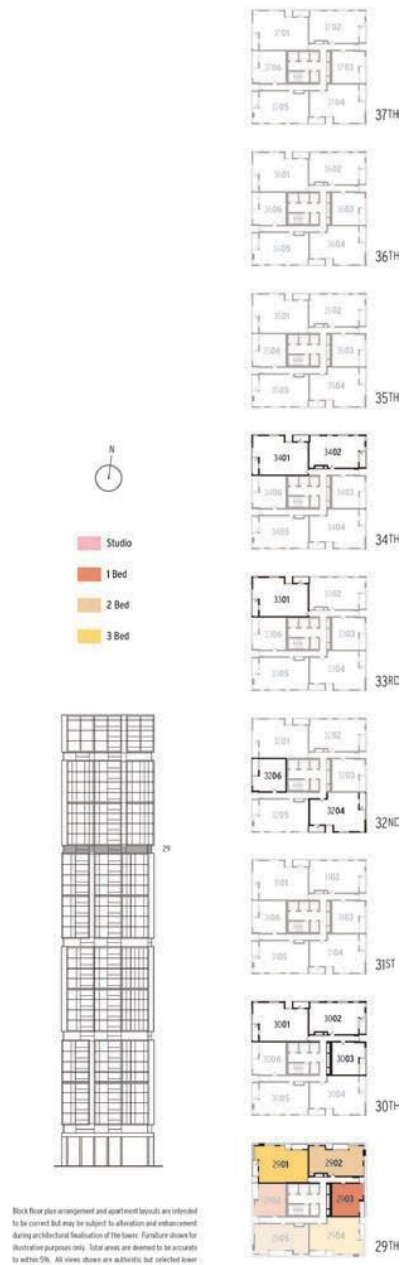 3701 3702
3706 3703
3705 3704
37TH
3601 3602
3606 3603
3605 3604
36TH
3501 3502
3506 3503
3505 3504
35TH
N
3401 3402
3406 3403
3405 3404
34TH
Studio
1 Bed
2 Bed
3 Bed
3301 3302
3306 3303
3305 3304
33RD
3201 3202
3206 3203
3205 3204
32ND
29
3101 3102
3106 3103
3105 3104
31ST
3001 3002
3006 3003
3005 3004
30TH
2901 2902
2906 2903
2905 2904
29TH
Block floor plan arrangement and apartment layouts are intended
to be correct but may be subject to alteration and enhancement
during architectural finalisation of the tower. Furniture shown for
illustrative purposes only. Total areas are deemed to be accurate
to within 5%. All views shown are authentic but selected lower